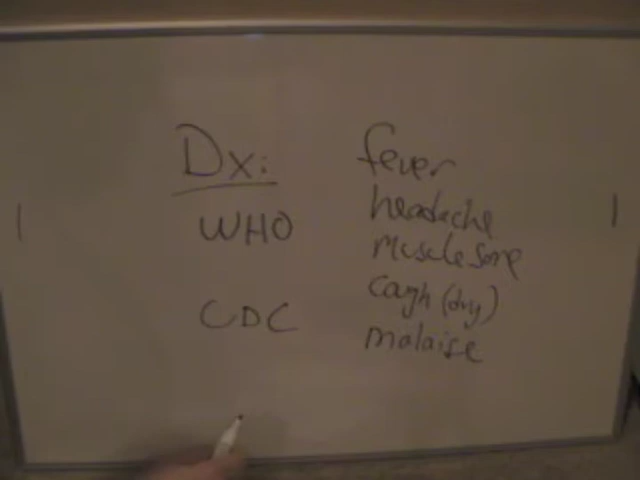 Dx:
WHO
CDC
fever
headache
muscle sore
cough (dry)
malaise